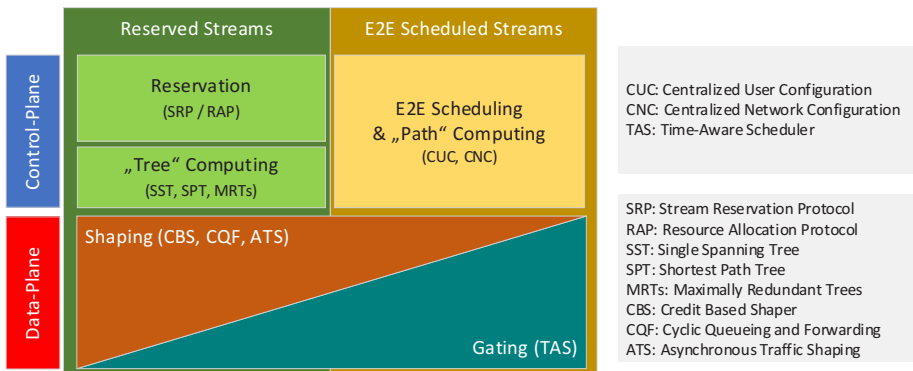 Reserved Streams
E2E Scheduled Streams
Control-Plane
Reservation
(SRP / RAP)
„Tree“ Computing
(SST, SPT, MRTs)
E2E Scheduling
& „Path“ Computing
(CUC, CNC)
Data-Plane
Shaping (CBS, CQF, ATS)
Gating (TAS)
CUC: Centralized User Configuration
CNC: Centralized Network Configuration
TAS: Time-Aware Scheduler
SRP: Stream Reservation Protocol
RAP: Resource Allocation Protocol
SST: Single Spanning Tree
SPT: Shortest Path Tree
MRTs: Maximally Redundant Trees
CBS: Credit Based Shaper
CQF: Cyclic Queueing and Forwarding
ATS: Asynchronous Traffic Shaping